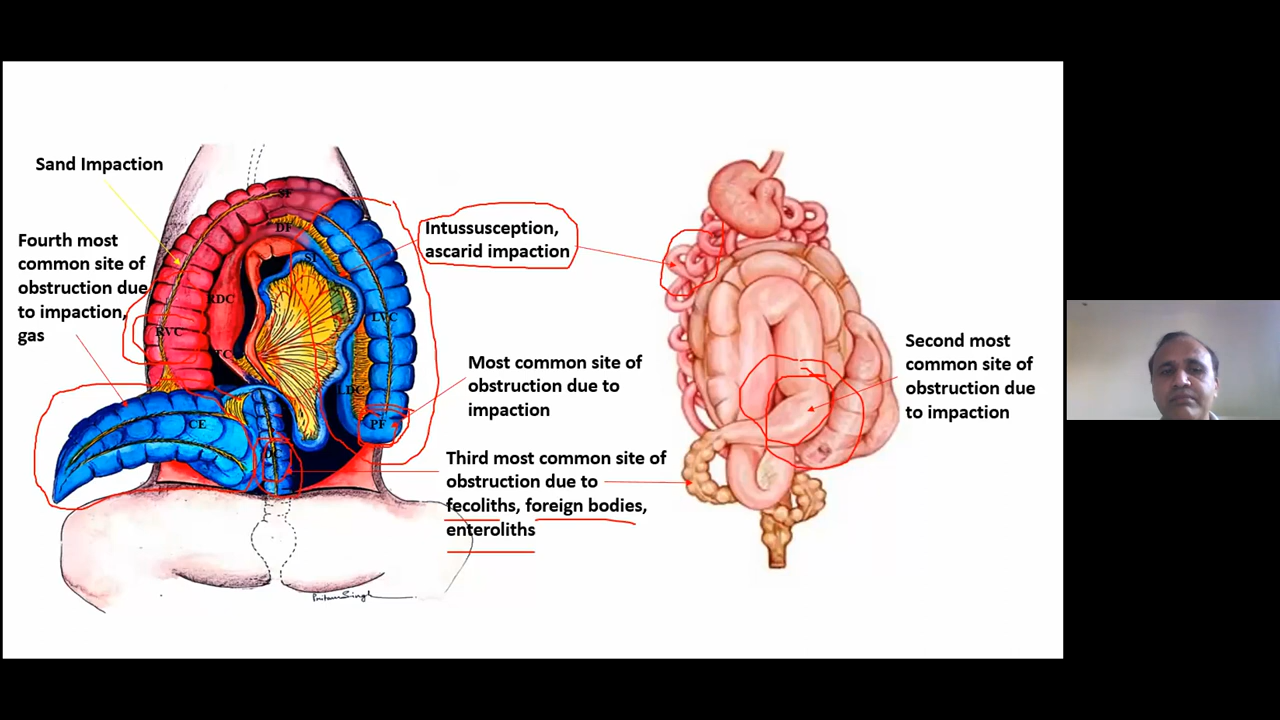 Sand Impaction
Fourth most
common site of
obstruction due
to impaction,
gas
SF
DF
SI
RDC
RVC
TC
LVC
LDC
PF
CE
DC
Intussusception,
ascarid impaction
Most common site of
obstruction due to
impaction
Third most common site of
obstruction due to
fecoliths, foreign bodies,
enteroliths
Second most
common site of
obstruction due
to impaction
PritamSingh